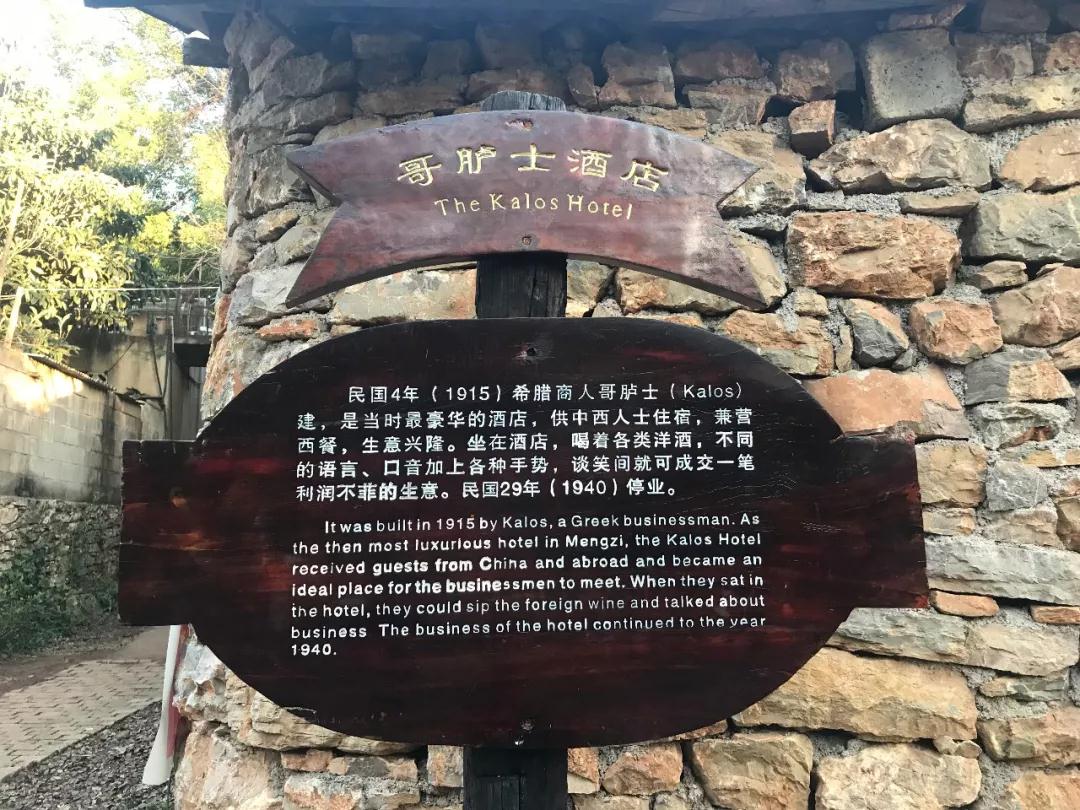 哥胪士酒店
The Kalos Hotel
民国4年（1915）希腊商人哥胪士（Kalos）
建，是当时最豪华的酒店，供中西人士住宿，兼营
西餐，生意兴隆。坐在酒店，喝着各类洋酒，不同
的语言、口音加上各种手势，谈笑间就可成交一笔
利润不菲的生意。民国29年（1940）停业。
It was built in 1915 by Kalos, a Greek businessman. As
the then most luxurious hotel in Mengzi, the Kalos Hotel
received guests from China and abroad and became an
ideal place for the businessmen to meet. When they sat in
the hotel, they could sip the foreign wine and talked about
business The business of the hotel continued to the year
1940.